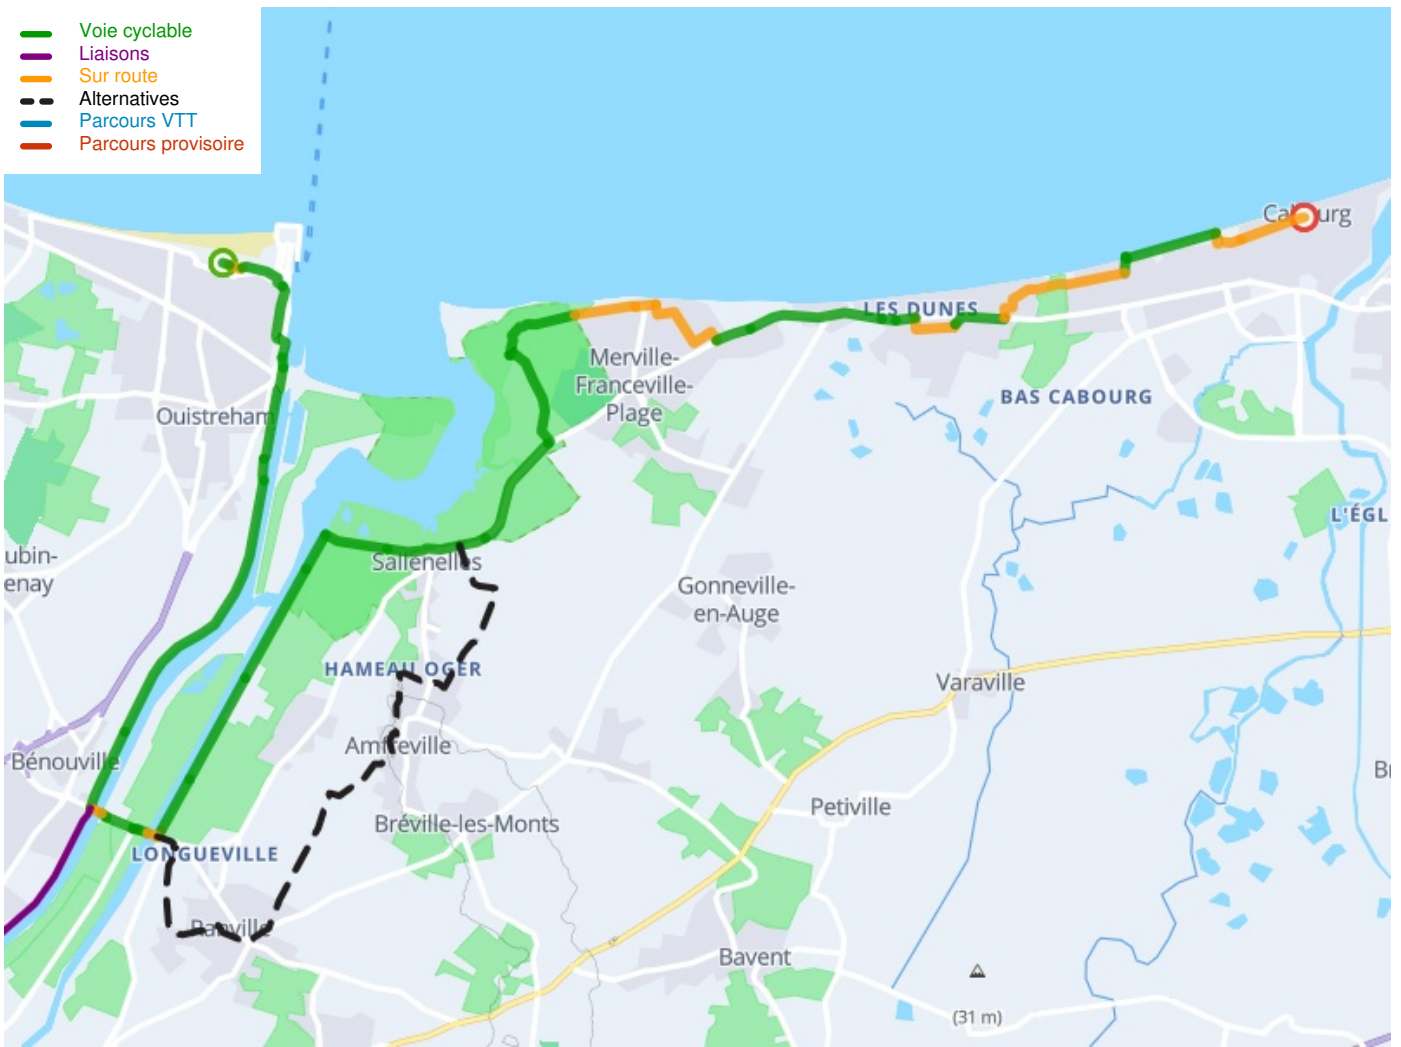 Voie cyclable
Liaisons
Sur route
Alternatives
Parcours VTT
Parcours provisoire
Cabourg
LES DUNES
Merville-
Franceville-
Plage
BAS CABOURG
Ouistreham
L'ÉGL
ubin-
enay
Sallenelles
Gonneville-
en-Auge
HAMEAU OGER
Varaville
Amfreville
Bénouville
Br
Petiville
Bréville-les-Monts
LONGUEVILLE
Ranville
Bavent
(31 m)